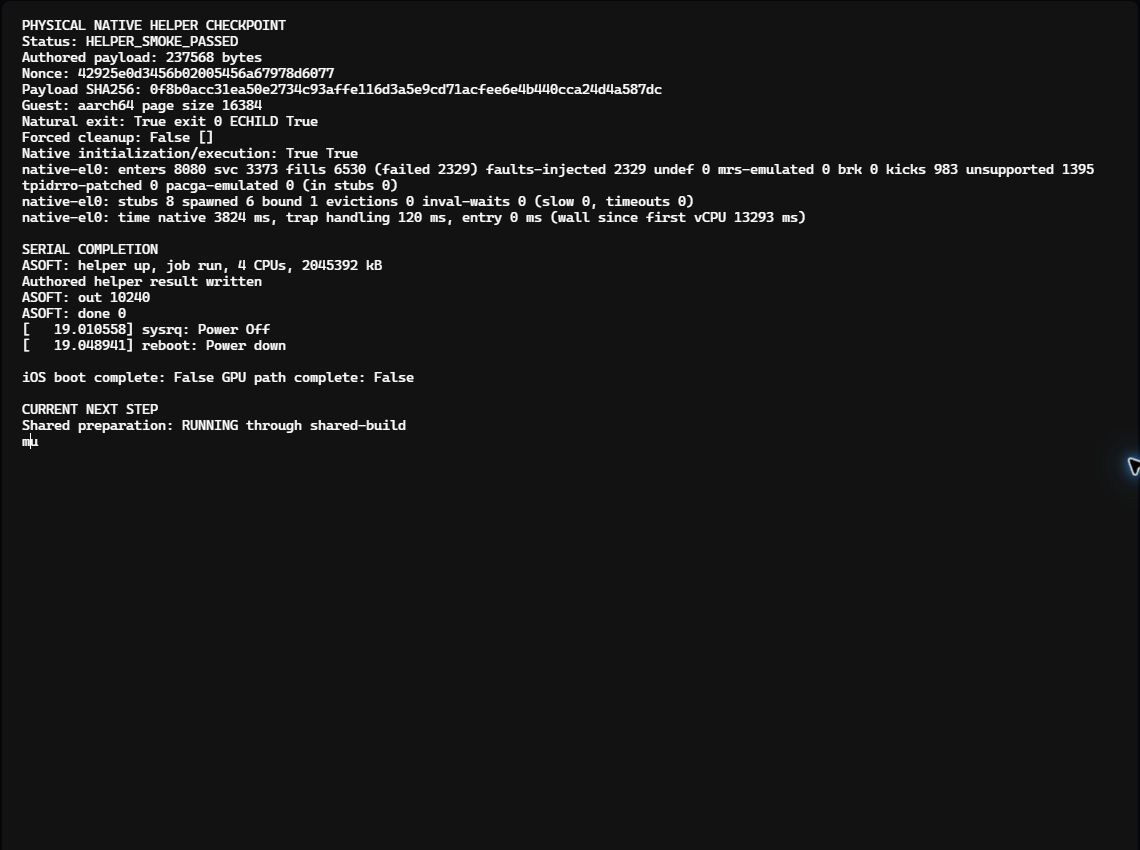 PHYSICAL NATIVE HELPER CHECKPOINT
Status: HELPER_SMOKE_PASSED
Authored payload: 237568 bytes
Nonce: 42925e0d3456b02005456a67978d6077
Payload SHA256: 0f8b0acc31ea50e2734c93affe116d3a5e9cd71acfee6e4b440cca24d4a587dc
Guest: aarch64 page size 16384
Natural exit: True exit 0 ECHILD True
Forced cleanup: False []
Native initialization/execution: True True
native-el0: enters 8080 svc 3373 fills 6530 (failed 2329) faults-injected 2329 undef 0 mrs-emulated 0 brk 0 kicks 983 unsupported 1395
tpidrro-patched 0 pacga-emulated 0 (in stubs 0)
native-el0: stubs 8 spawned 6 bound 1 evictions 0 inval-waits 0 (slow 0, timeouts 0)
native-el0: time native 3824 ms, trap handling 120 ms, entry 0 ms (wall since first vCPU 13293 ms)
SERIAL COMPLETION
ASOFT: helper up, job run, 4 CPUs, 2045392 kB
Authored helper result written
ASOFT: out 10240
ASOFT: done 0
[   19.010558] sysrq: Power Off
[   19.048941] reboot: Power down
iOS boot complete: False GPU path complete: False
CURRENT NEXT STEP
Shared preparation: RUNNING through shared-build
mu